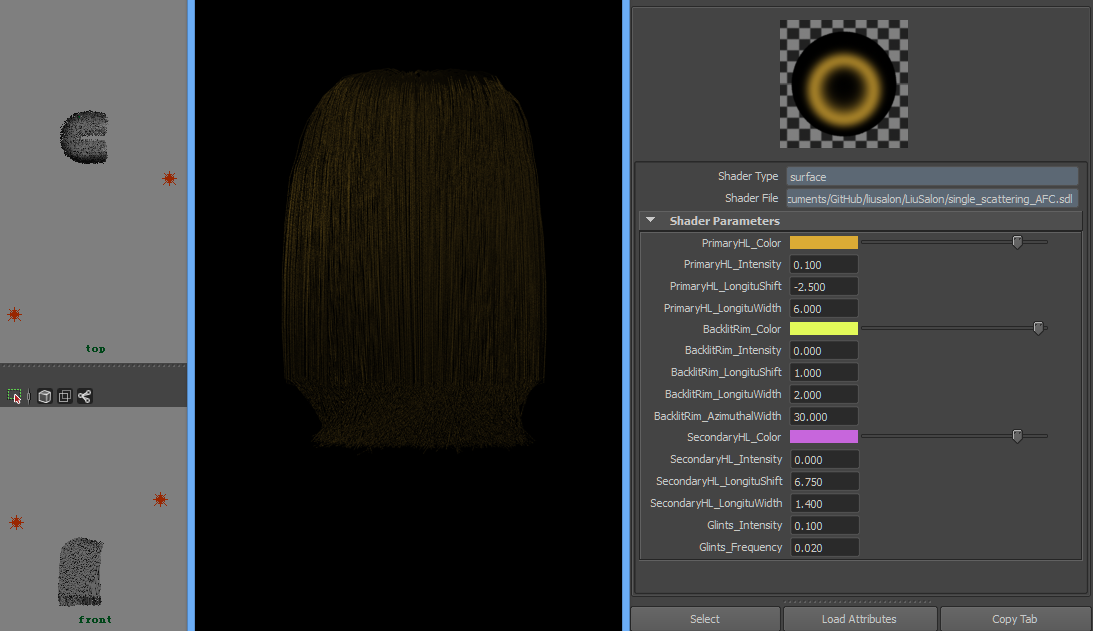 top
front
Shader Type surface
Shader File cuments/GitHub/liusalon/LiuSalon/single_scattering_AFC.sdl
Shader Parameters
PrimaryHL_Color
PrimaryHL_Intensity 0.100
PrimaryHL_LongituShift -2.500
PrimaryHL_LongituWidth 6.000
BacklitRim_Color
BacklitRim_Intensity 0.000
BacklitRim_LongituShift 1.000
BacklitRim_LongituWidth 2.000
BacklitRim_AzimuthalWidth 30.000
SecondaryHL_Color
SecondaryHL_Intensity 0.000
SecondaryHL_LongituShift 6.750
SecondaryHL_LongituWidth 1.400
Glints_Intensity 0.100
Glints_Frequency 0.020
Select Load Attributes Copy Tab